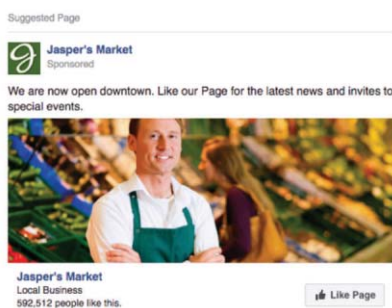 Suggested Page
Jasper's Market
Sponsored
We are now open downtown. Like our Page for the latest news and invites to
special events.
Jasper's Market
Local Business
592,512 people like this.
Like Page